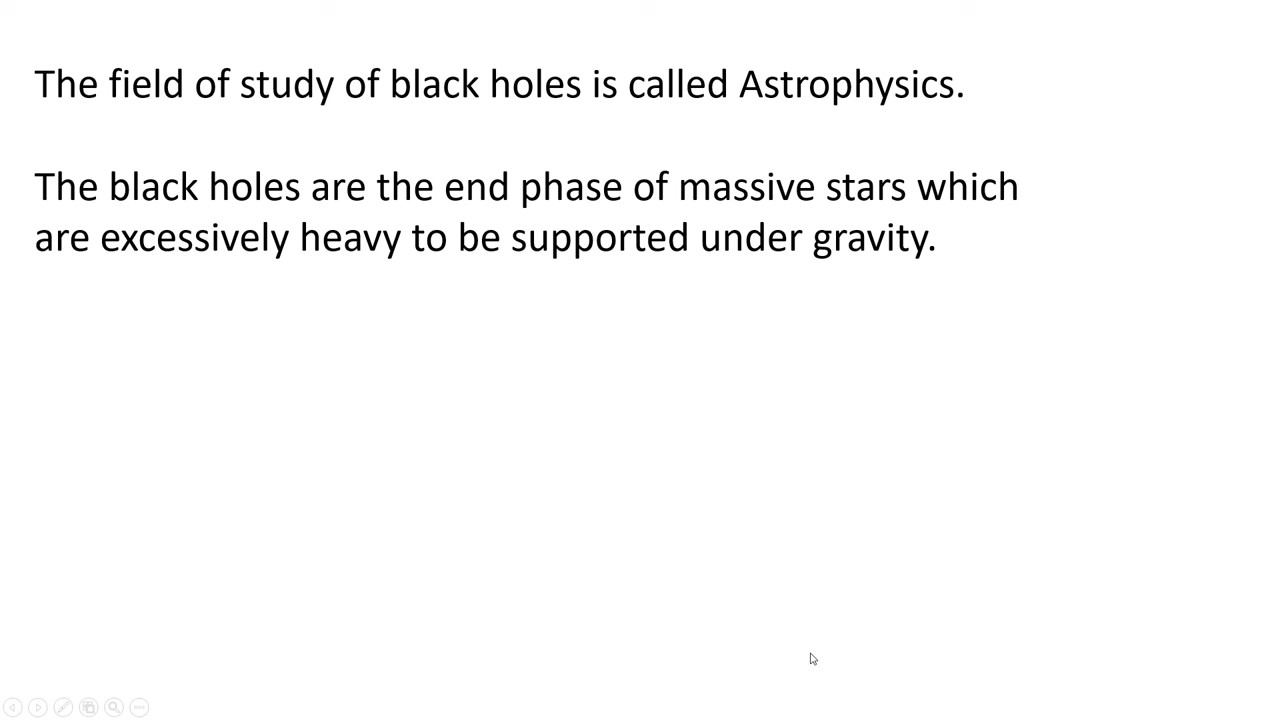 The field of study of black holes is called Astrophysics.
The black holes are the end phase of massive stars which
are excessively heavy to be supported under gravity.